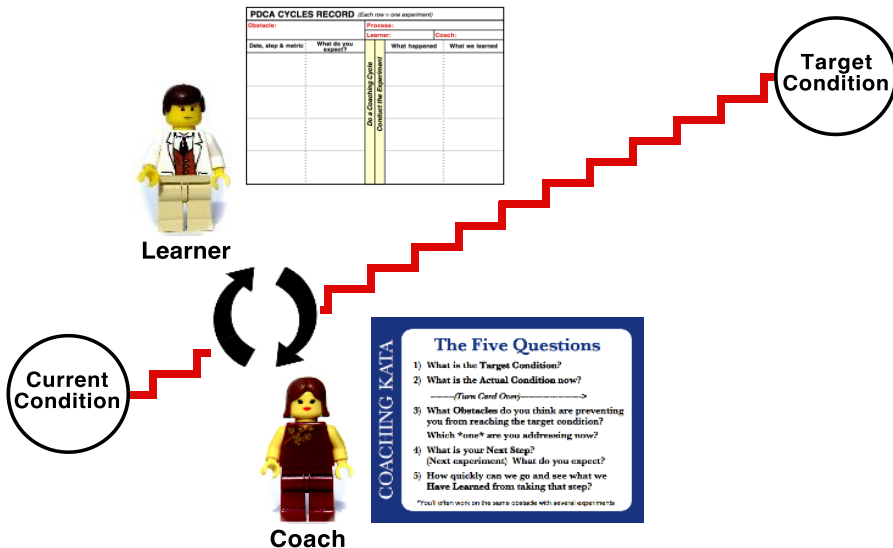 PDCA CYCLES RECORD (Each row = one experiment)
Obstacle:
Process:
Learner:
Coach:
Date, step & metric
What do you
expect?
Do a Coaching Cycle
Conduct the Experiment
What happened
What we learned
Target
Condition
Learner
Current
Condition
Coach
COACHING KATA
The Five Questions
1) What is the Target Condition?
2) What is the Actual Condition now?
---------(Turn Card Over)--------------------->
3) What Obstacles do you think are preventing
you from reaching the target condition?
Which *one* are you addressing now?
4) What is your Next Step?
(Next experiment) What do you expect?
5) How quickly can we go and see what we
Have Learned from taking that step?
*You'll often work on the same obstacle with several experiments